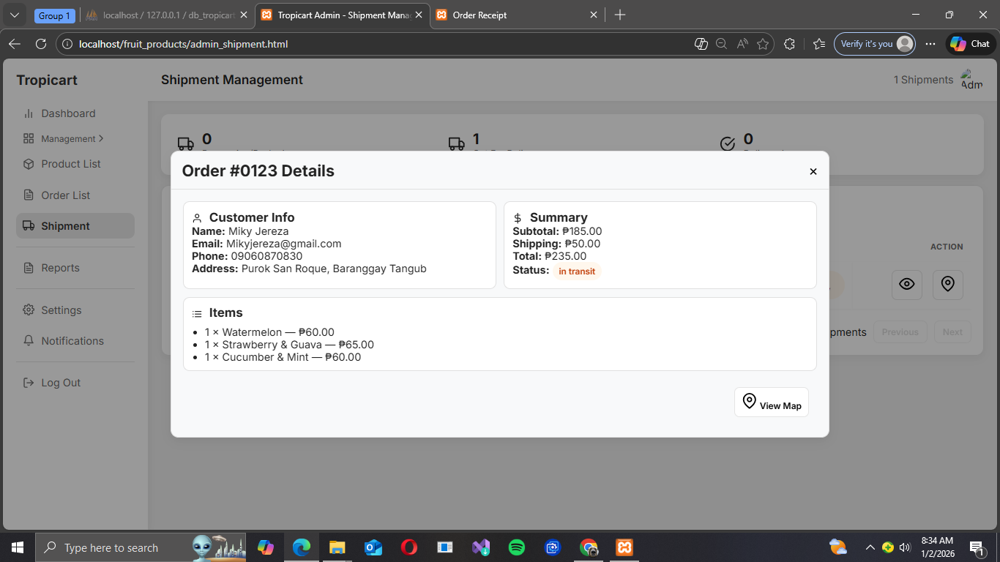 Group 1
localhost / 127.0.0.1 / db_tropicart
Tropicart Admin - Shipment Mana
Order Receipt
localhost/fruit_products/admin_shipment.html
Verify it's you
Chat
Tropicart
Shipment Management
1 Shipments
Adm
Dashboard
Management
Product List
Order List
Shipment
Reports
Settings
Notifications
Log Out
0
1
0
ACTION
pments
Previous
Next
Order #0123 Details
Customer Info
Name: Miky Jereza
Email: Mikyjereza@gmail.com
Phone: 09060870830
Address: Purok San Roque, Baranggay Tangub
Summary
Subtotal: ₱185.00
Shipping: ₱50.00
Total: ₱235.00
Status: in transit
Items
• 1 × Watermelon — ₱60.00
• 1 × Strawberry & Guava — ₱65.00
• 1 × Cucumber & Mint — ₱60.00
View Map
Type here to search
8:34 AM
1/2/2026
1